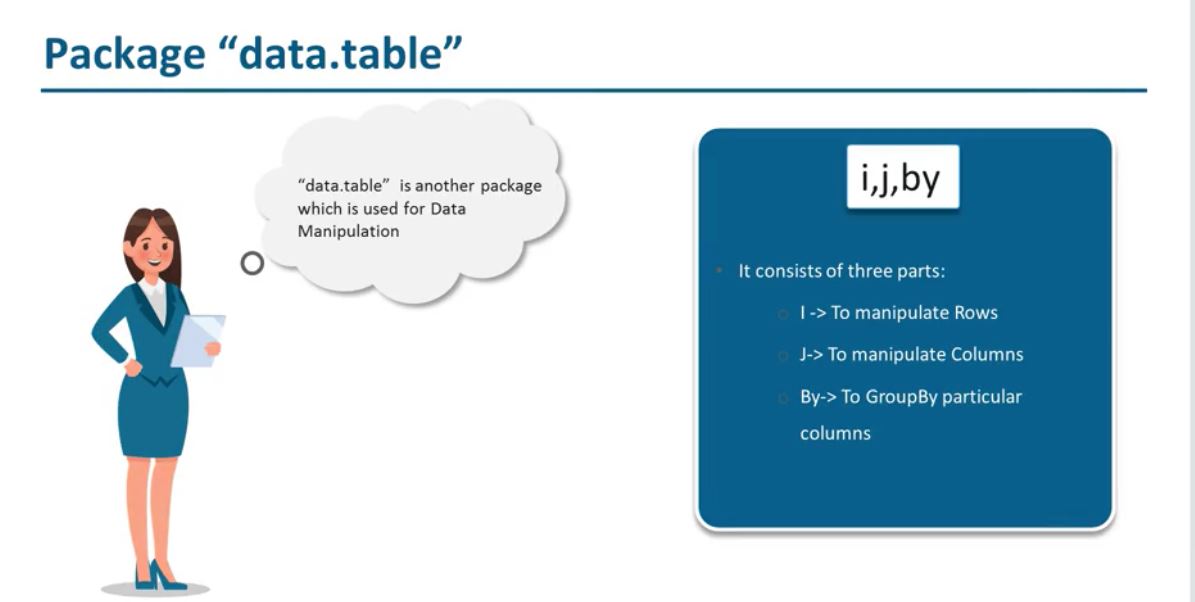 Package “data.table”
“data.table”  is another package
which is used for Data
Manipulation
i,j,by
It consists of three parts:
I -> To manipulate Rows
J-> To manipulate Columns
By-> To GroupBy particular
columns